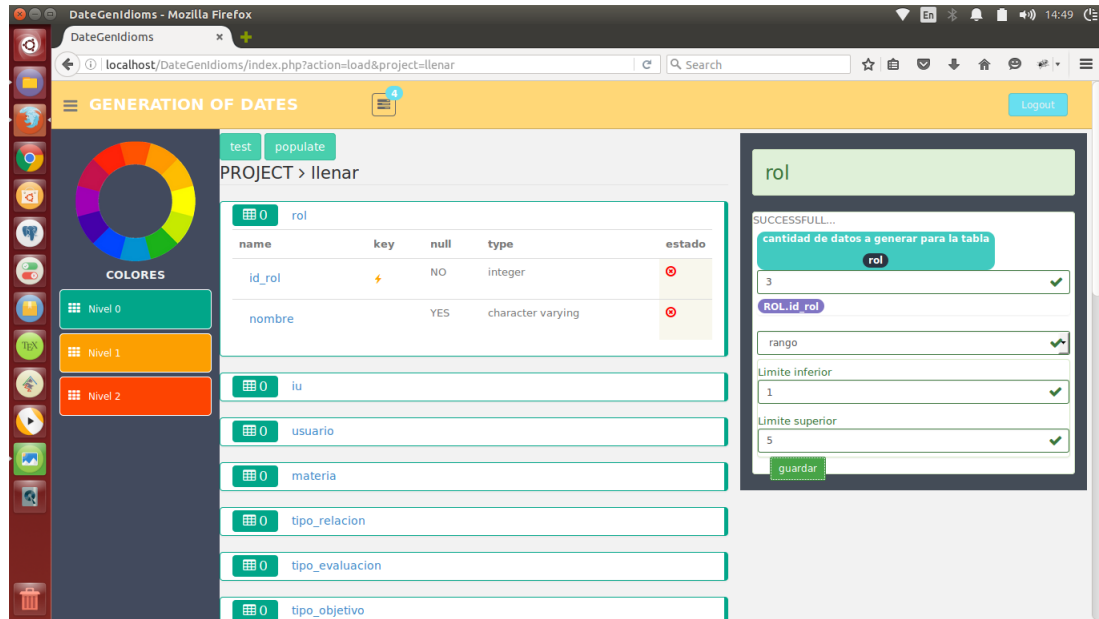 DateGenIdioms - Mozilla Firefox
En
14:49
DateGenIdioms
localhost/DateGenIdioms/index.php?action=load&project=llenar
Search
GENERATION OF DATES
4
Logout
COLORES
Nivel 0
Nivel 1
Nivel 2
test
populate
PROJECT > llenar
0 rol
name key null type estado
id_rol NO integer
nombre YES character varying
0 iu
0 usuario
0 materia
0 tipo_relacion
0 tipo_evaluacion
0 tipo_objetivo
rol
SUCCESSFULL...
cantidad de datos a generar para la tabla
rol
3
ROL.id_rol
rango
Limite inferior
1
Limite superior
5
guardar